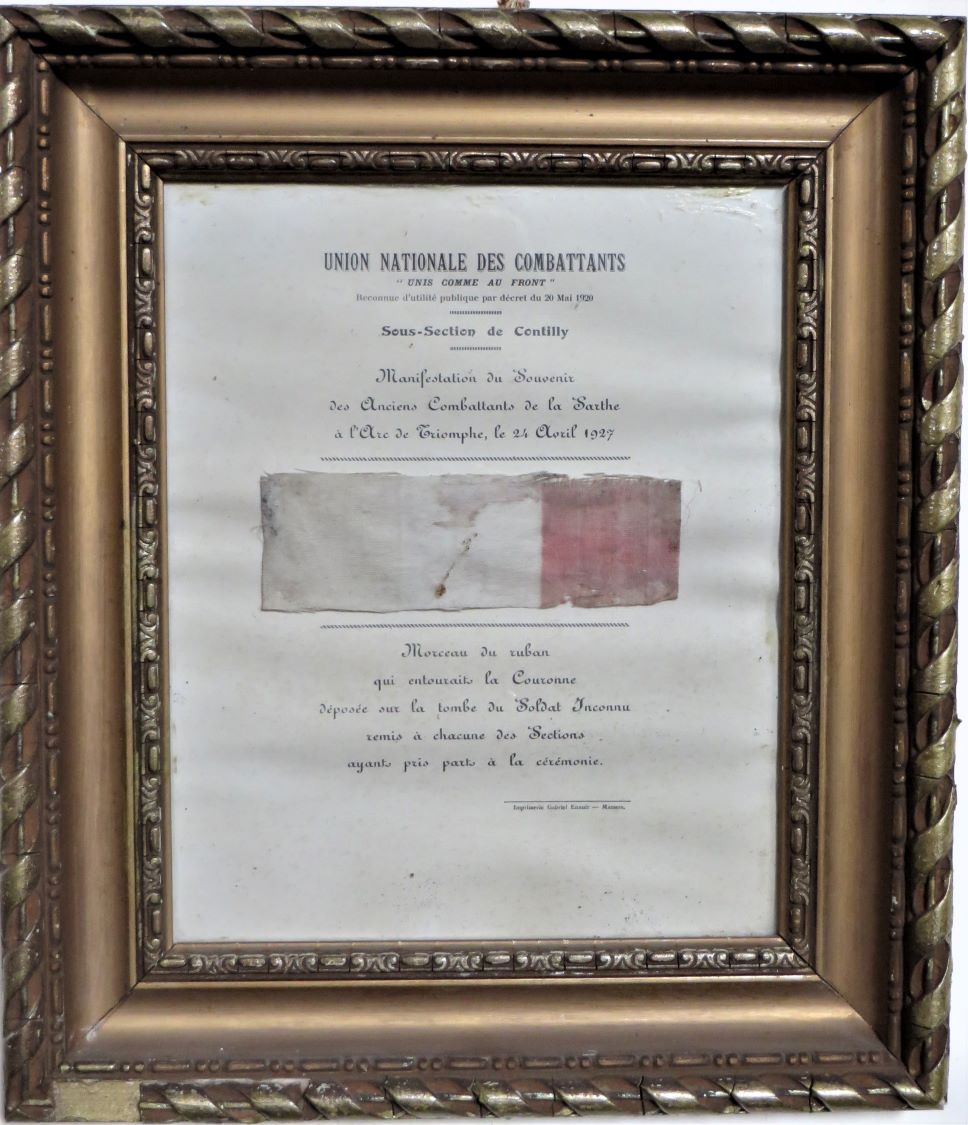 UNION NATIONALE DES COMBATTANTS
" UNIS COMME AU FRONT "
Reconnue d'utilité publique par décret du 20 Mai 1920
Sous-Section de Contilly
Manifestation du Souvenir
des Anciens Combattants de la Sarthe
à l'Arc de Triomphe, le 24 Avril 1927
Morceau du ruban
qui entourait la Couronne
déposée sur la tombe du Soldat Inconnu
remis à chacune des Sections
ayant pris part à la cérémonie.
Imprimerie Gabriel — Mamers.